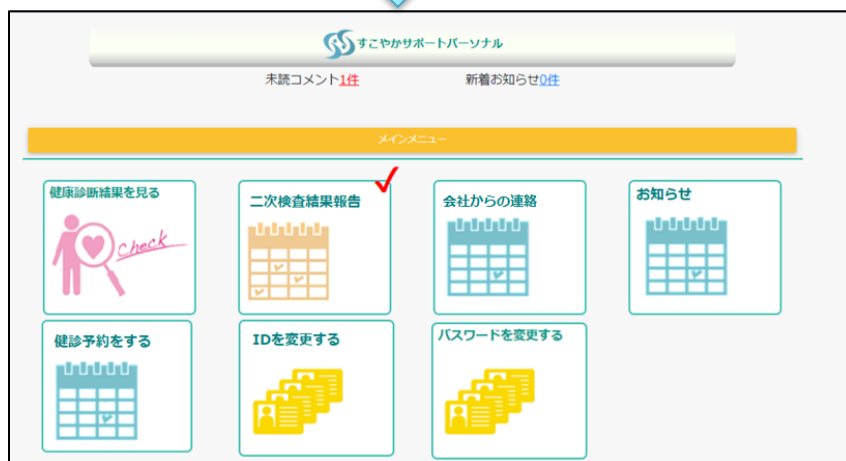 すこやかサポートパーソナル
未読コメント1件 新着お知らせ0件
メインメニュー
健康診断結果を見る
check
二次検査結果報告
会社からの連絡
お知らせ
健診予約をする
IDを変更する
パスワードを変更する